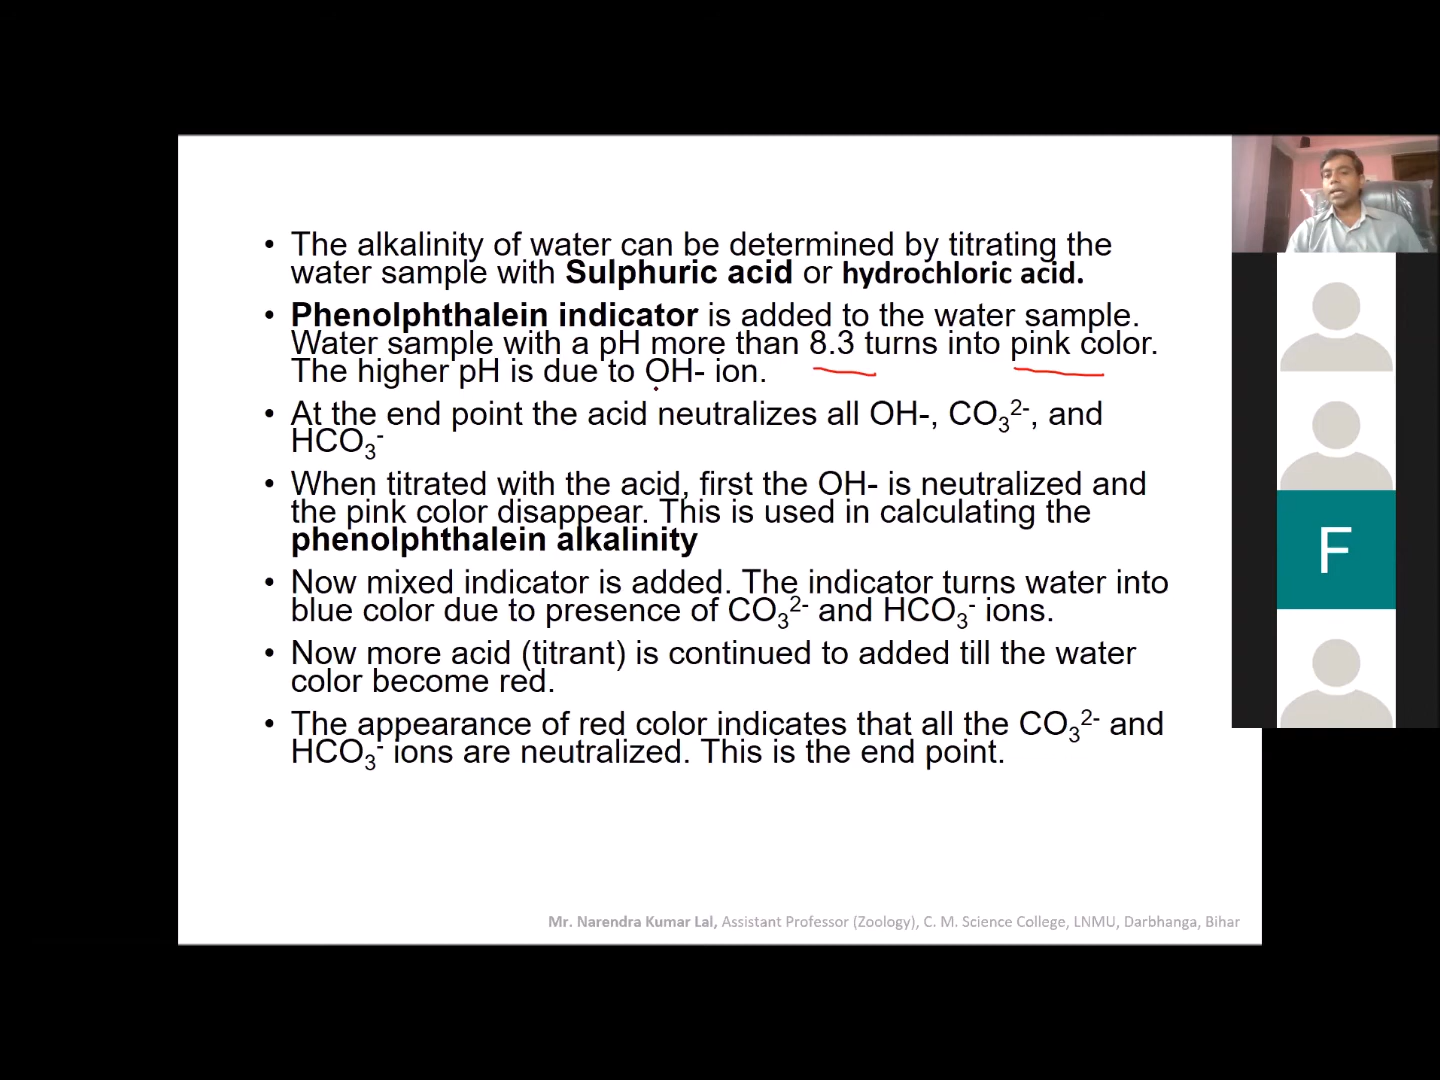 • The alkalinity of water can be determined by titrating the
water sample with Sulphuric acid or hydrochloric acid.
• Phenolphthalein indicator is added to the water sample.
Water sample with a pH more than 8.3 turns into pink color.
The higher pH is due to OH- ion.
• At the end point the acid neutralizes all OH-, CO₃²⁻, and
HCO₃⁻
• When titrated with the acid, first the OH- is neutralized and
the pink color disappear. This is used in calculating the
phenolphthalein alkalinity
• Now mixed indicator is added. The indicator turns water into
blue color due to presence of CO₃²⁻ and HCO₃⁻ ions.
• Now more acid (titrant) is continued to added till the water
color become red.
• The appearance of red color indicates that all the CO₃²⁻ and
HCO₃⁻ ions are neutralized. This is the end point.
F
Mr. Narendra Kumar Lal, Assistant Professor (Zoology), C. M. Science College, LNMU, Darbhanga, Bihar